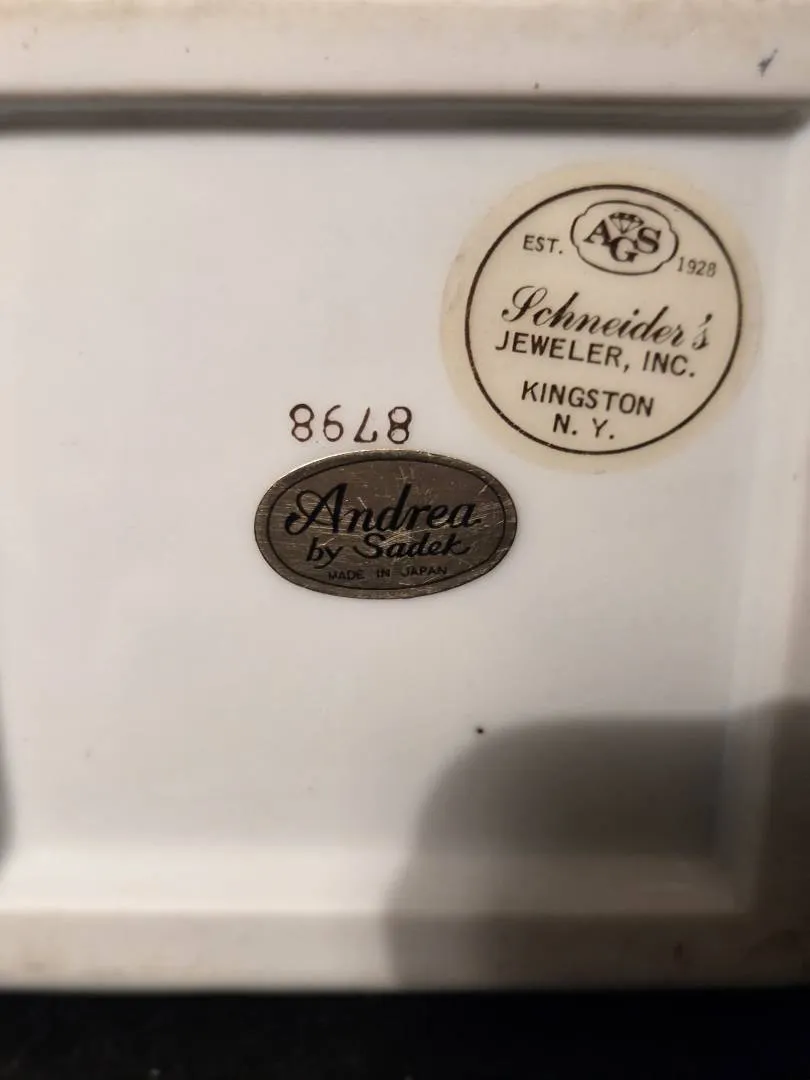 EST. AGS 1928
Schneider's
JEWELER, INC.
KINGSTON
N. Y.
8798
Andrea
by Sadek
MADE IN JAPAN